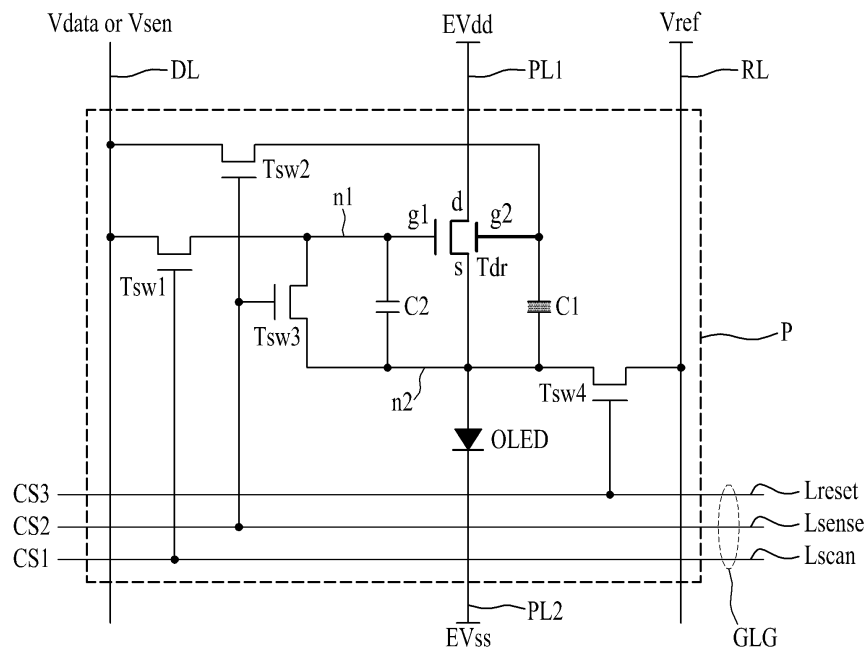 Vdata or Vsen
EVdd
Vref
DL
PL1
RL
Tsw2
n1
g1
d
g2
s
Tdr
Tsw1
Tsw3
C2
C1
P
n2
Tsw4
OLED
CS3
Lreset
CS2
Lsense
CS1
Lscan
PL2
EVss
GLG